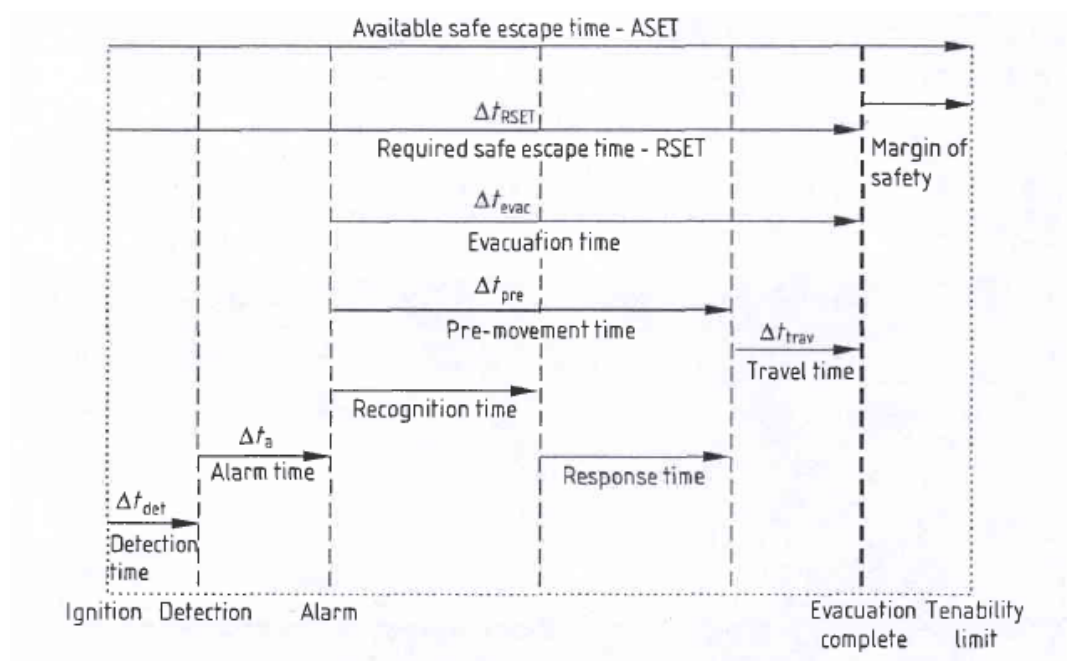 Available safe escape time - ASET
Δt_RSET
Required safe escape time - RSET
Margin of
safety
Δt_evac
Evacuation time
Δt_pre
Pre-movement time
Δt_trav
Travel time
Recognition time
Δt_a
Alarm time
Response time
Δt_det
Detection
time
Ignition Detection Alarm Evacuation Tenability
complete limit